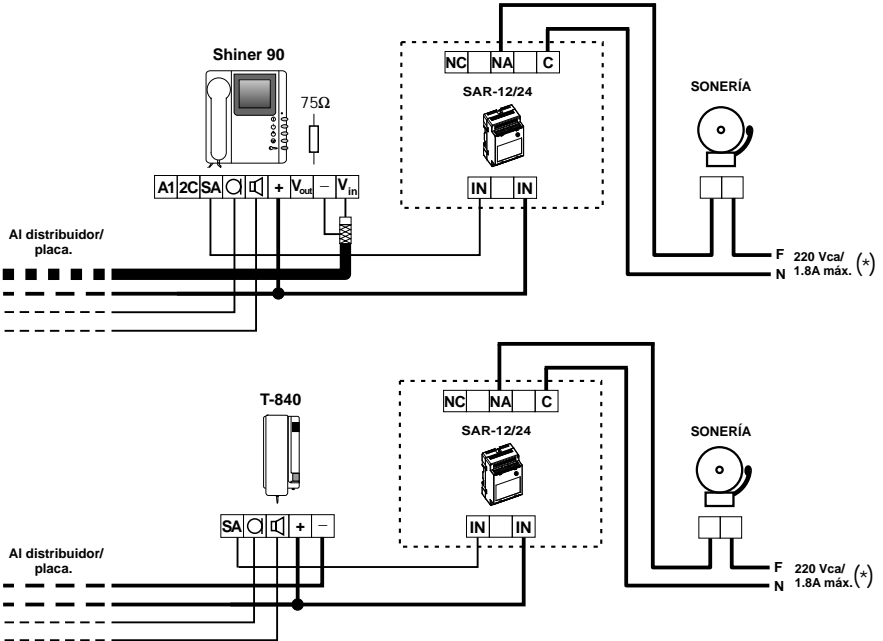 NC NA C
Shiner 90
SAR-12/24
SONERÍA
75Ω
A1 2C SA + Vout − Vin
IN IN
Al distribuidor/
placa.
F 220 Vca/
N 1.8A máx. (*)
NC NA C
T-840
SAR-12/24
SONERÍA
SA + −
IN IN
Al distribuidor/
placa.
F 220 Vca/
N 1.8A máx. (*)